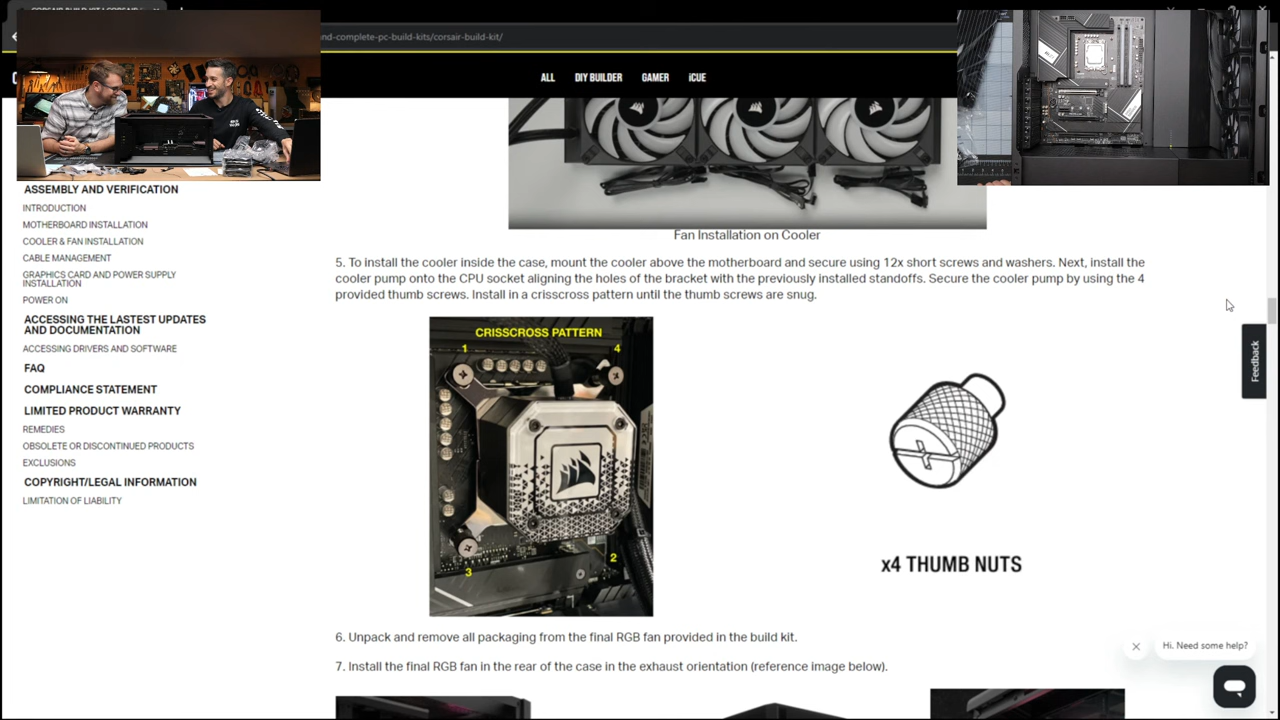 and-complete-pc-build-kits/corsair-build-kit/
ALL DIY BUILDER GAMER iCUE
ASSEMBLY AND VERIFICATION
INTRODUCTION
MOTHERBOARD INSTALLATION
COOLER & FAN INSTALLATION
CABLE MANAGEMENT
GRAPHICS CARD AND POWER SUPPLY
INSTALLATION
POWER ON
ACCESSING THE LASTEST UPDATES
AND DOCUMENTATION
ACCESSING DRIVERS AND SOFTWARE
FAQ
COMPLIANCE STATEMENT
LIMITED PRODUCT WARRANTY
REMEDIES
OBSOLETE OR DISCONTINUED PRODUCTS
EXCLUSIONS
COPYRIGHT/LEGAL INFORMATION
LIMITATION OF LIABILITY
Fan Installation on Cooler
5. To install the cooler inside the case, mount the cooler above the motherboard and secure using 12x short screws and washers. Next, install the
cooler pump onto the CPU socket aligning the holes of the bracket with the previously installed standoffs. Secure the cooler pump by using the 4
provided thumb screws. Install in a crisscross pattern until the thumb screws are snug.
CRISSCROSS PATTERN
1 4
2
3
x4 THUMB NUTS
6. Unpack and remove all packaging from the final RGB fan provided in the build kit.
7. Install the final RGB fan in the rear of the case in the exhaust orientation (reference image below).
Feedback
Hi. Need some help?